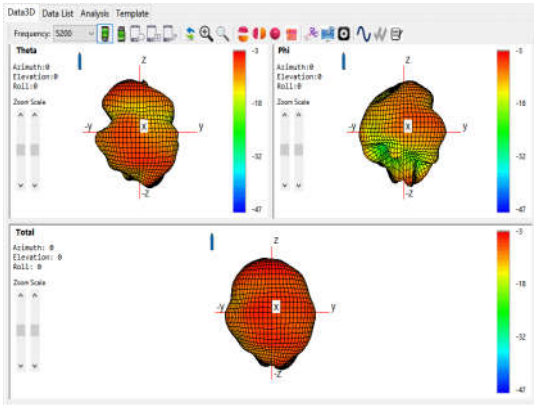 Data3D Data List Analysis Template
Frequency: 5200
Theta
Azimuth:0
Elevation:0
Roll:0
Zoom Scale
z
-y x y
-z
-3
-18
-32
-47
Phi
Azimuth:0
Elevation:0
Roll:0
Zoom Scale
z
-y x y
-z
-3
-18
-32
-47
Total
Azimuth: 0
Elevation: 0
Roll: 0
Zoom Scale
z
-y x y
-z
-3
-18
-32
-47